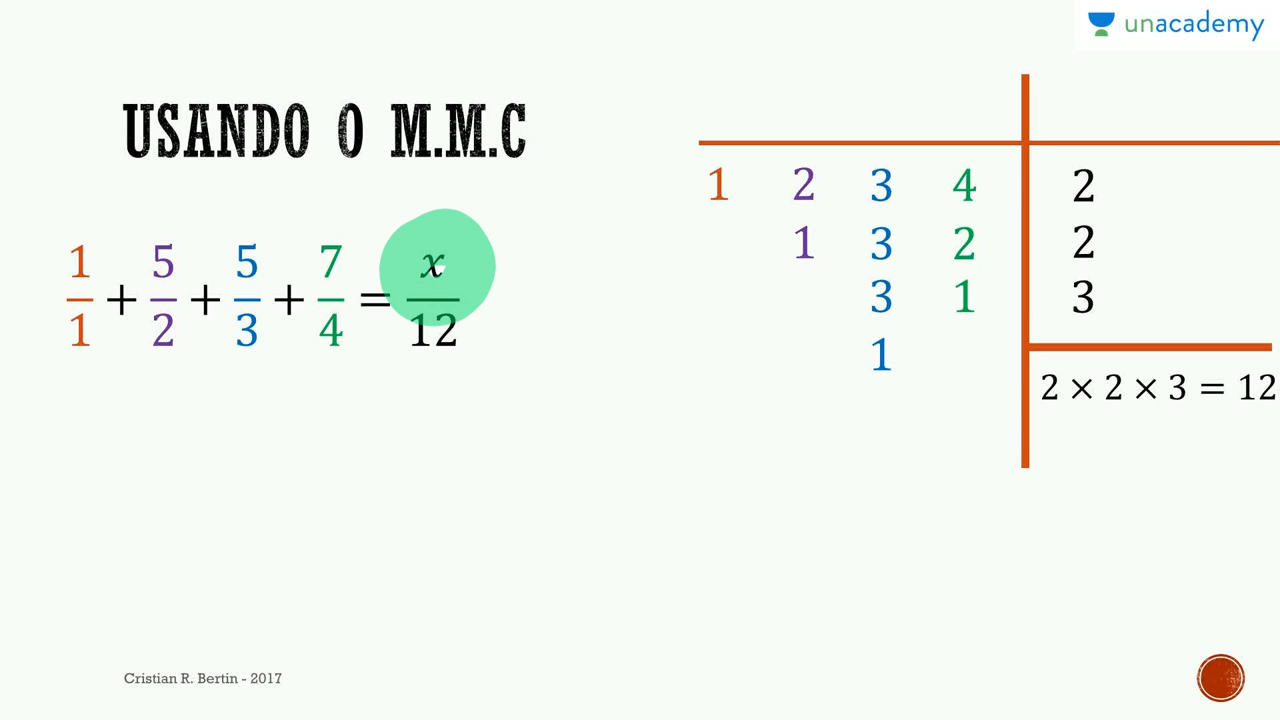 unacademy
USANDO O M.M.C
1/1 + 5/2 + 5/3 + 7/4 = x/12
1 2 3 4 2
1 3 2 2
3 1 3
1
2 × 2 × 3 = 12
Cristian R. Bertin - 2017